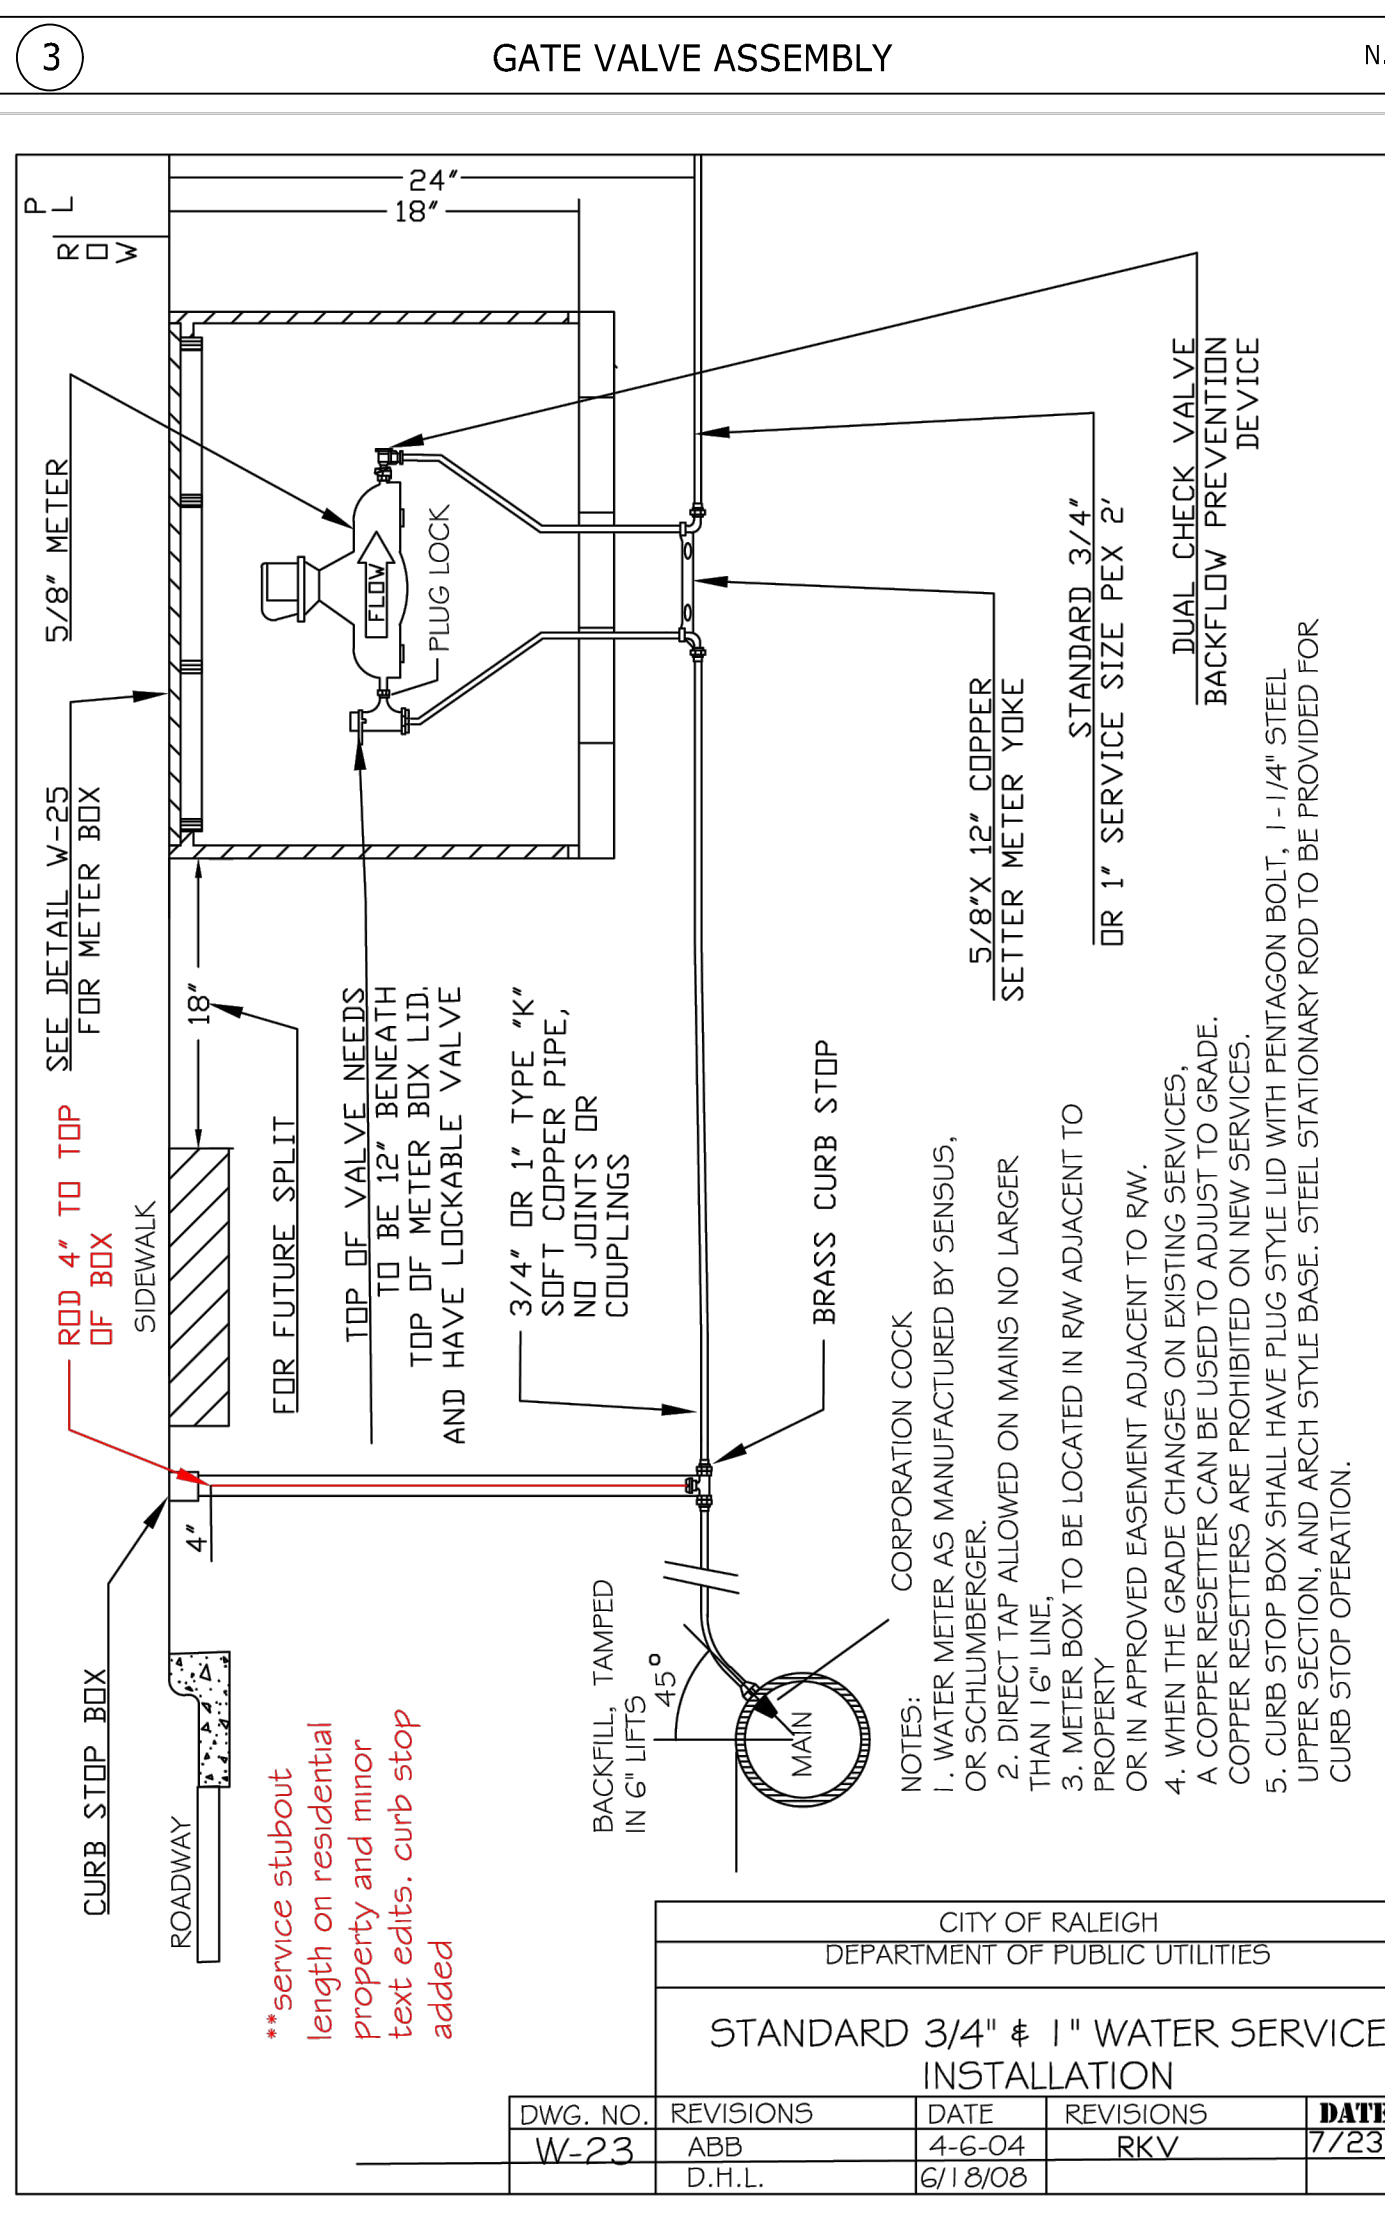 3
GATE VALVE ASSEMBLY
N.
P
L
ROW
24"
18"
5/8" METER
SEE DETAIL W-25
FOR METER BOX
ROD 4" TO TOP
OF BOX
SIDEWALK
FLOW
PLUG LOCK
18"
FOR FUTURE SPLIT
TOP OF VALVE NEEDS
TO BE 12" BENEATH
TOP OF METER BOX LID.
AND HAVE LOCKABLE VALVE
3/4" OR 1" TYPE "K"
SOFT COPPER PIPE,
NO JOINTS OR
COUPLINGS
BRASS CURB STOP
5/8"X 12" COPPER
SETTER METER YOKE
STANDARD 3/4"
OR 1" SERVICE SIZE PEX 2'
DUAL CHECK VALVE
BACKFLOW PREVENTION
DEVICE
4"
CURB STOP BOX
ROADWAY
**service stubout
length on residential
property and minor
text edits. curb stop
added
BACKFILL, TAMPED
IN 6" LIFTS
45°
MAIN
CORPORATION COCK
NOTES:
1. WATER METER AS MANUFACTURED BY SENSUS,
OR SCHLUMBERGER.
2. DIRECT TAP ALLOWED ON MAINS NO LARGER
THAN 16" LINE,
3. METER BOX TO BE LOCATED IN R/W ADJACENT TO
PROPERTY
OR IN APPROVED EASEMENT ADJACENT TO R/W.
4. WHEN THE GRADE CHANGES ON EXISTING SERVICES,
A COPPER RESETTER CAN BE USED TO ADJUST TO GRADE.
COPPER RESETTERS ARE PROHIBITED ON NEW SERVICES.
5. CURB STOP BOX SHALL HAVE PLUG STYLE LID WITH PENTAGON BOLT, 1-1/4" STEEL
UPPER SECTION, AND ARCH STYLE BASE. STEEL STATIONARY ROD TO BE PROVIDED FOR
CURB STOP OPERATION.
CITY OF RALEIGH
DEPARTMENT OF PUBLIC UTILITIES
STANDARD 3/4" & 1" WATER SERVICE
INSTALLATION
DWG. NO. REVISIONS DATE REVISIONS DATE
W-23 ABB 4-6-04 RKV 7/23
D.H.L. 6/18/08